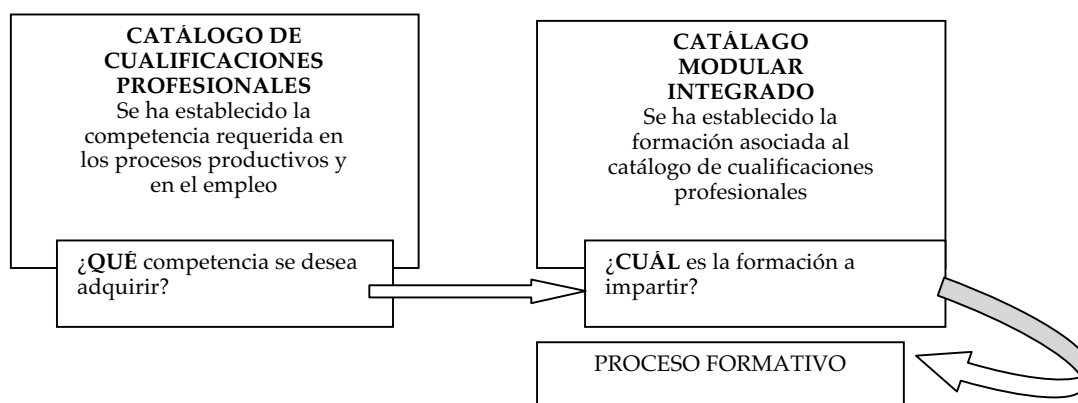 CATÁLOGO DE
CUALIFICACIONES
PROFESIONALES
Se ha establecido la
competencia requerida en
los procesos productivos y
en el empleo
¿QUÉ competencia se desea
adquirir?
CATÁLAGO
MODULAR
INTEGRADO
Se ha establecido la
formación asociada al
catálogo de cualificaciones
profesionales
¿CUÁL es la formación a
impartir?
PROCESO FORMATIVO